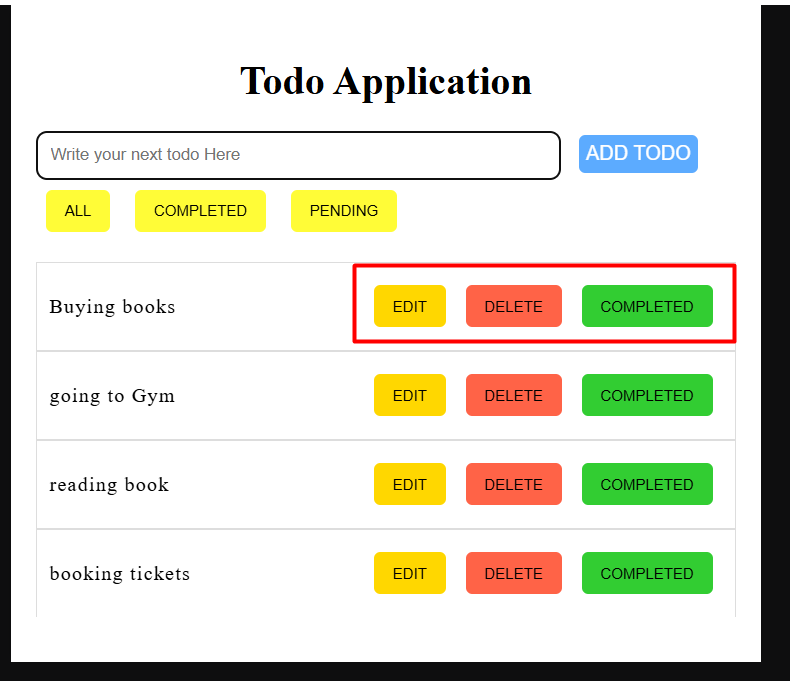 Todo Application
Write your next todo Here ADD TODO
ALL COMPLETED PENDING
Buying books EDIT DELETE COMPLETED
going to Gym EDIT DELETE COMPLETED
reading book EDIT DELETE COMPLETED
booking tickets EDIT DELETE COMPLETED